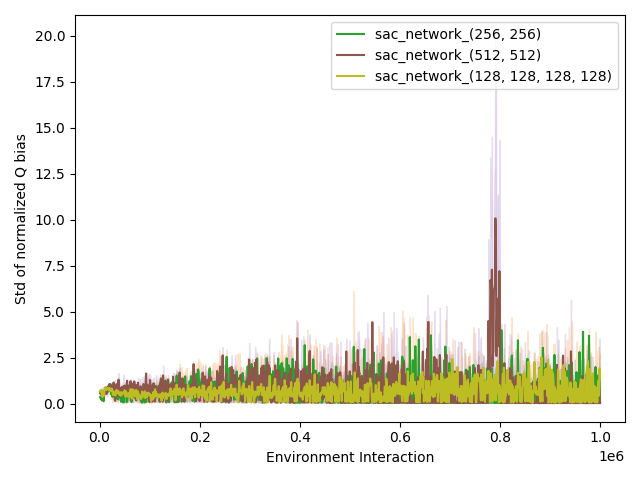 sac_network_(256, 256)
sac_network_(512, 512)
sac_network_(128, 128, 128, 128)
Std of normalized Q bias
20.0
17.5
15.0
12.5
10.0
7.5
5.0
2.5
0.0
0.0 0.2 0.4 0.6 0.8 1.0
1e6
Environment Interaction